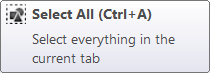 Select All (Ctrl+A)
Select everything in the
current tab